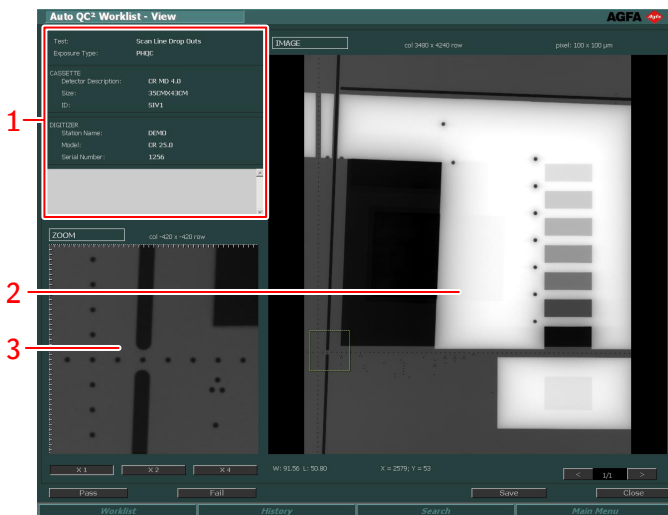 Auto QC² Worklist - View
AGFA
Agfa
Test: Scan Line Drop Outs
Exposure Type: PHQC
CASSETTE
Detector Description: CR MD 4.0
Size: 35CMX43CM
ID: SIV1
DIGITIZER
Station Name: DEMO
Model: CR 25.0
Serial Number: 1256
1
IMAGE
col 3480 x 4240 row
pixel: 100 x 100 µm
ZOOM
col -420 x -420 row
2
3
X 1
X 2
X 4
W: 91.56 L: 50.80
X = 2579; Y = 53
<
1/1
>
Pass
Fail
Save
Close
Worklist
History
Search
Main Menu